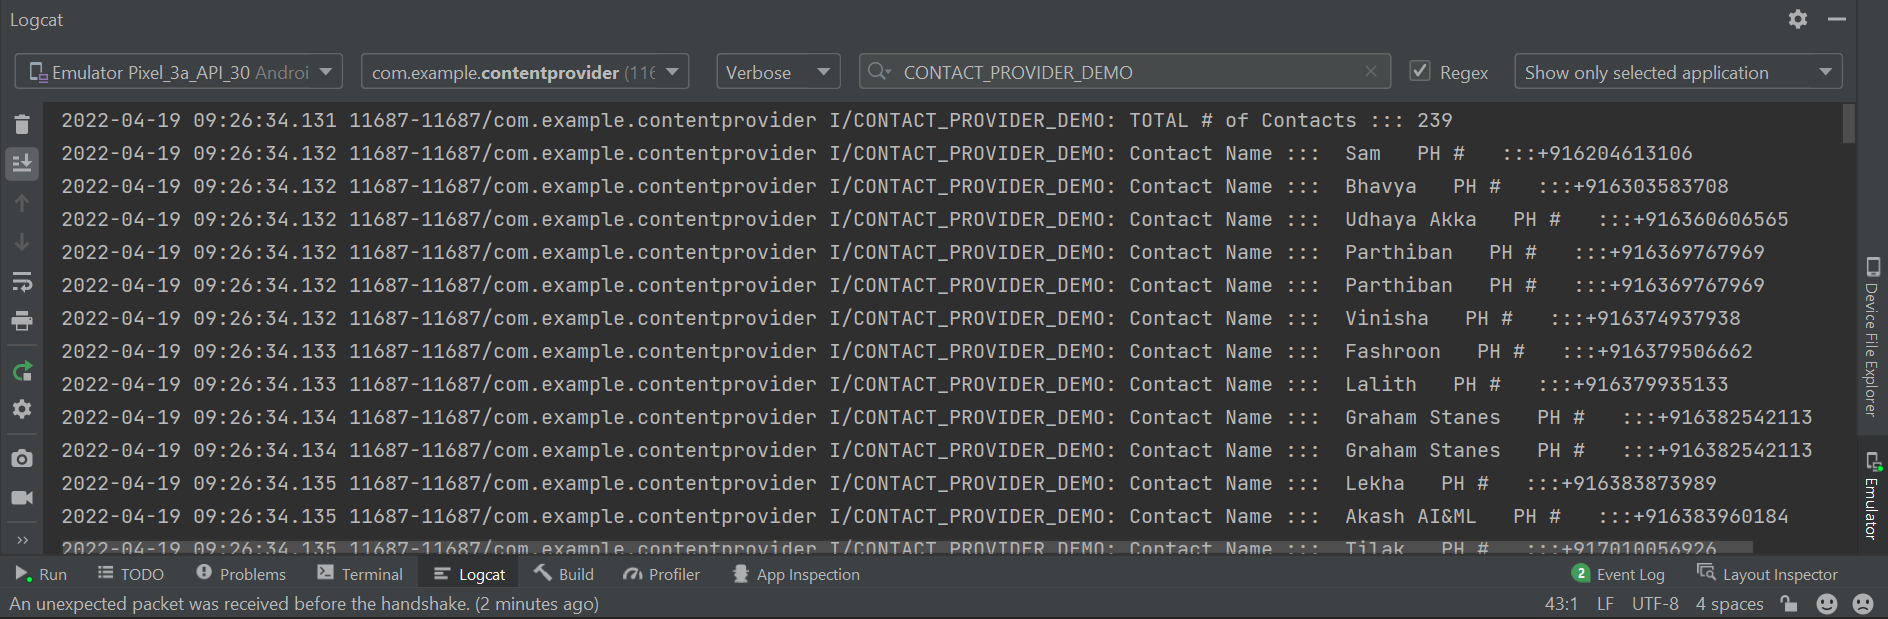 Logcat
Emulator Pixel_3a_API_30 Androi com.example.contentprovider (116 Verbose CONTACT_PROVIDER_DEMO Regex Show only selected application
2022-04-19 09:26:34.131 11687-11687/com.example.contentprovider I/CONTACT_PROVIDER_DEMO: TOTAL # of Contacts ::: 239
2022-04-19 09:26:34.132 11687-11687/com.example.contentprovider I/CONTACT_PROVIDER_DEMO: Contact Name :::  Sam   PH #   :::+916204613106
2022-04-19 09:26:34.132 11687-11687/com.example.contentprovider I/CONTACT_PROVIDER_DEMO: Contact Name :::  Bhavya   PH #   :::+916303583708
2022-04-19 09:26:34.132 11687-11687/com.example.contentprovider I/CONTACT_PROVIDER_DEMO: Contact Name :::  Udhaya Akka   PH #   :::+916360606565
2022-04-19 09:26:34.132 11687-11687/com.example.contentprovider I/CONTACT_PROVIDER_DEMO: Contact Name :::  Parthiban   PH #   :::+916369767969
2022-04-19 09:26:34.132 11687-11687/com.example.contentprovider I/CONTACT_PROVIDER_DEMO: Contact Name :::  Parthiban   PH #   :::+916369767969
2022-04-19 09:26:34.132 11687-11687/com.example.contentprovider I/CONTACT_PROVIDER_DEMO: Contact Name :::  Vinisha   PH #   :::+916374937938
2022-04-19 09:26:34.133 11687-11687/com.example.contentprovider I/CONTACT_PROVIDER_DEMO: Contact Name :::  Fashroon   PH #   :::+916379506662
2022-04-19 09:26:34.133 11687-11687/com.example.contentprovider I/CONTACT_PROVIDER_DEMO: Contact Name :::  Lalith   PH #   :::+916379935133
2022-04-19 09:26:34.134 11687-11687/com.example.contentprovider I/CONTACT_PROVIDER_DEMO: Contact Name :::  Graham Stanes   PH #   :::+916382542113
2022-04-19 09:26:34.134 11687-11687/com.example.contentprovider I/CONTACT_PROVIDER_DEMO: Contact Name :::  Graham Stanes   PH #   :::+916382542113
2022-04-19 09:26:34.135 11687-11687/com.example.contentprovider I/CONTACT_PROVIDER_DEMO: Contact Name :::  Lekha   PH #   :::+916383873989
2022-04-19 09:26:34.135 11687-11687/com.example.contentprovider I/CONTACT_PROVIDER_DEMO: Contact Name :::  Akash AI&ML   PH #   :::+916383960184
2022-04-19 09:26:34.135 11687-11687/com.example.contentprovider I/CONTACT_PROVIDER_DEMO: Contact Name :::  Tilak   PH #   :::+917010056926
Device File Explorer
Emulator
Run TODO Problems Terminal Logcat Build Profiler App Inspection 2 Event Log Layout Inspector
An unexpected packet was received before the handshake. (2 minutes ago) 43:1 LF UTF-8 4 spaces